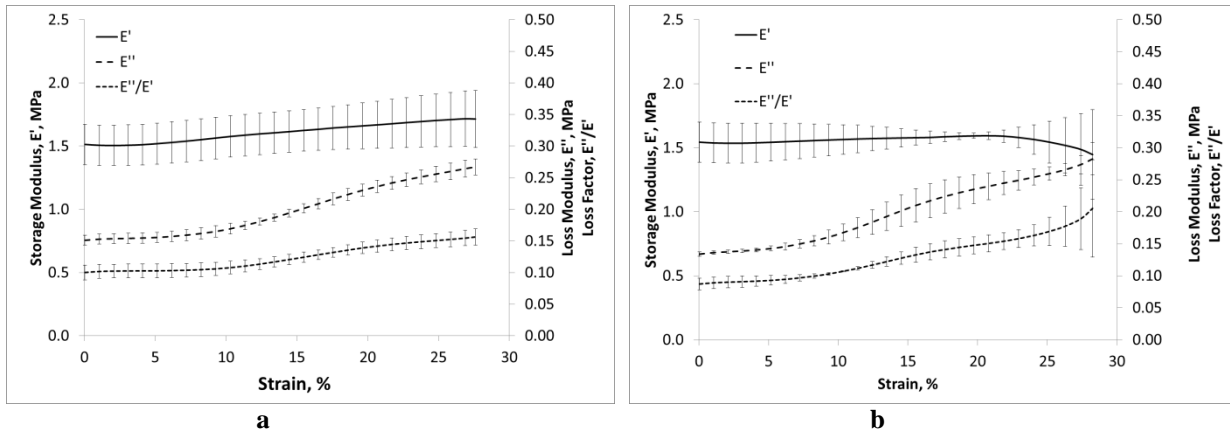 2.5
2.0
1.5
1.0
0.5
0.0
Storage Modulus, E', MPa
E'
E''
E''/E'
0.50
0.45
0.40
0.35
0.30
0.25
0.20
0.15
0.10
0.05
0.00
Loss Modulus, E'', MPa
Loss Factor, E''/E'
0 5 10 15 20 25 30
Strain, %
a
2.5
2.0
1.5
1.0
0.5
0.0
Storage Modulus, E', MPa
E'
E''
E''/E'
0.50
0.45
0.40
0.35
0.30
0.25
0.20
0.15
0.10
0.05
0.00
Loss Modulus, E'', MPa
Loss Factor, E''/E'
0 5 10 15 20 25 30
Strain, %
b